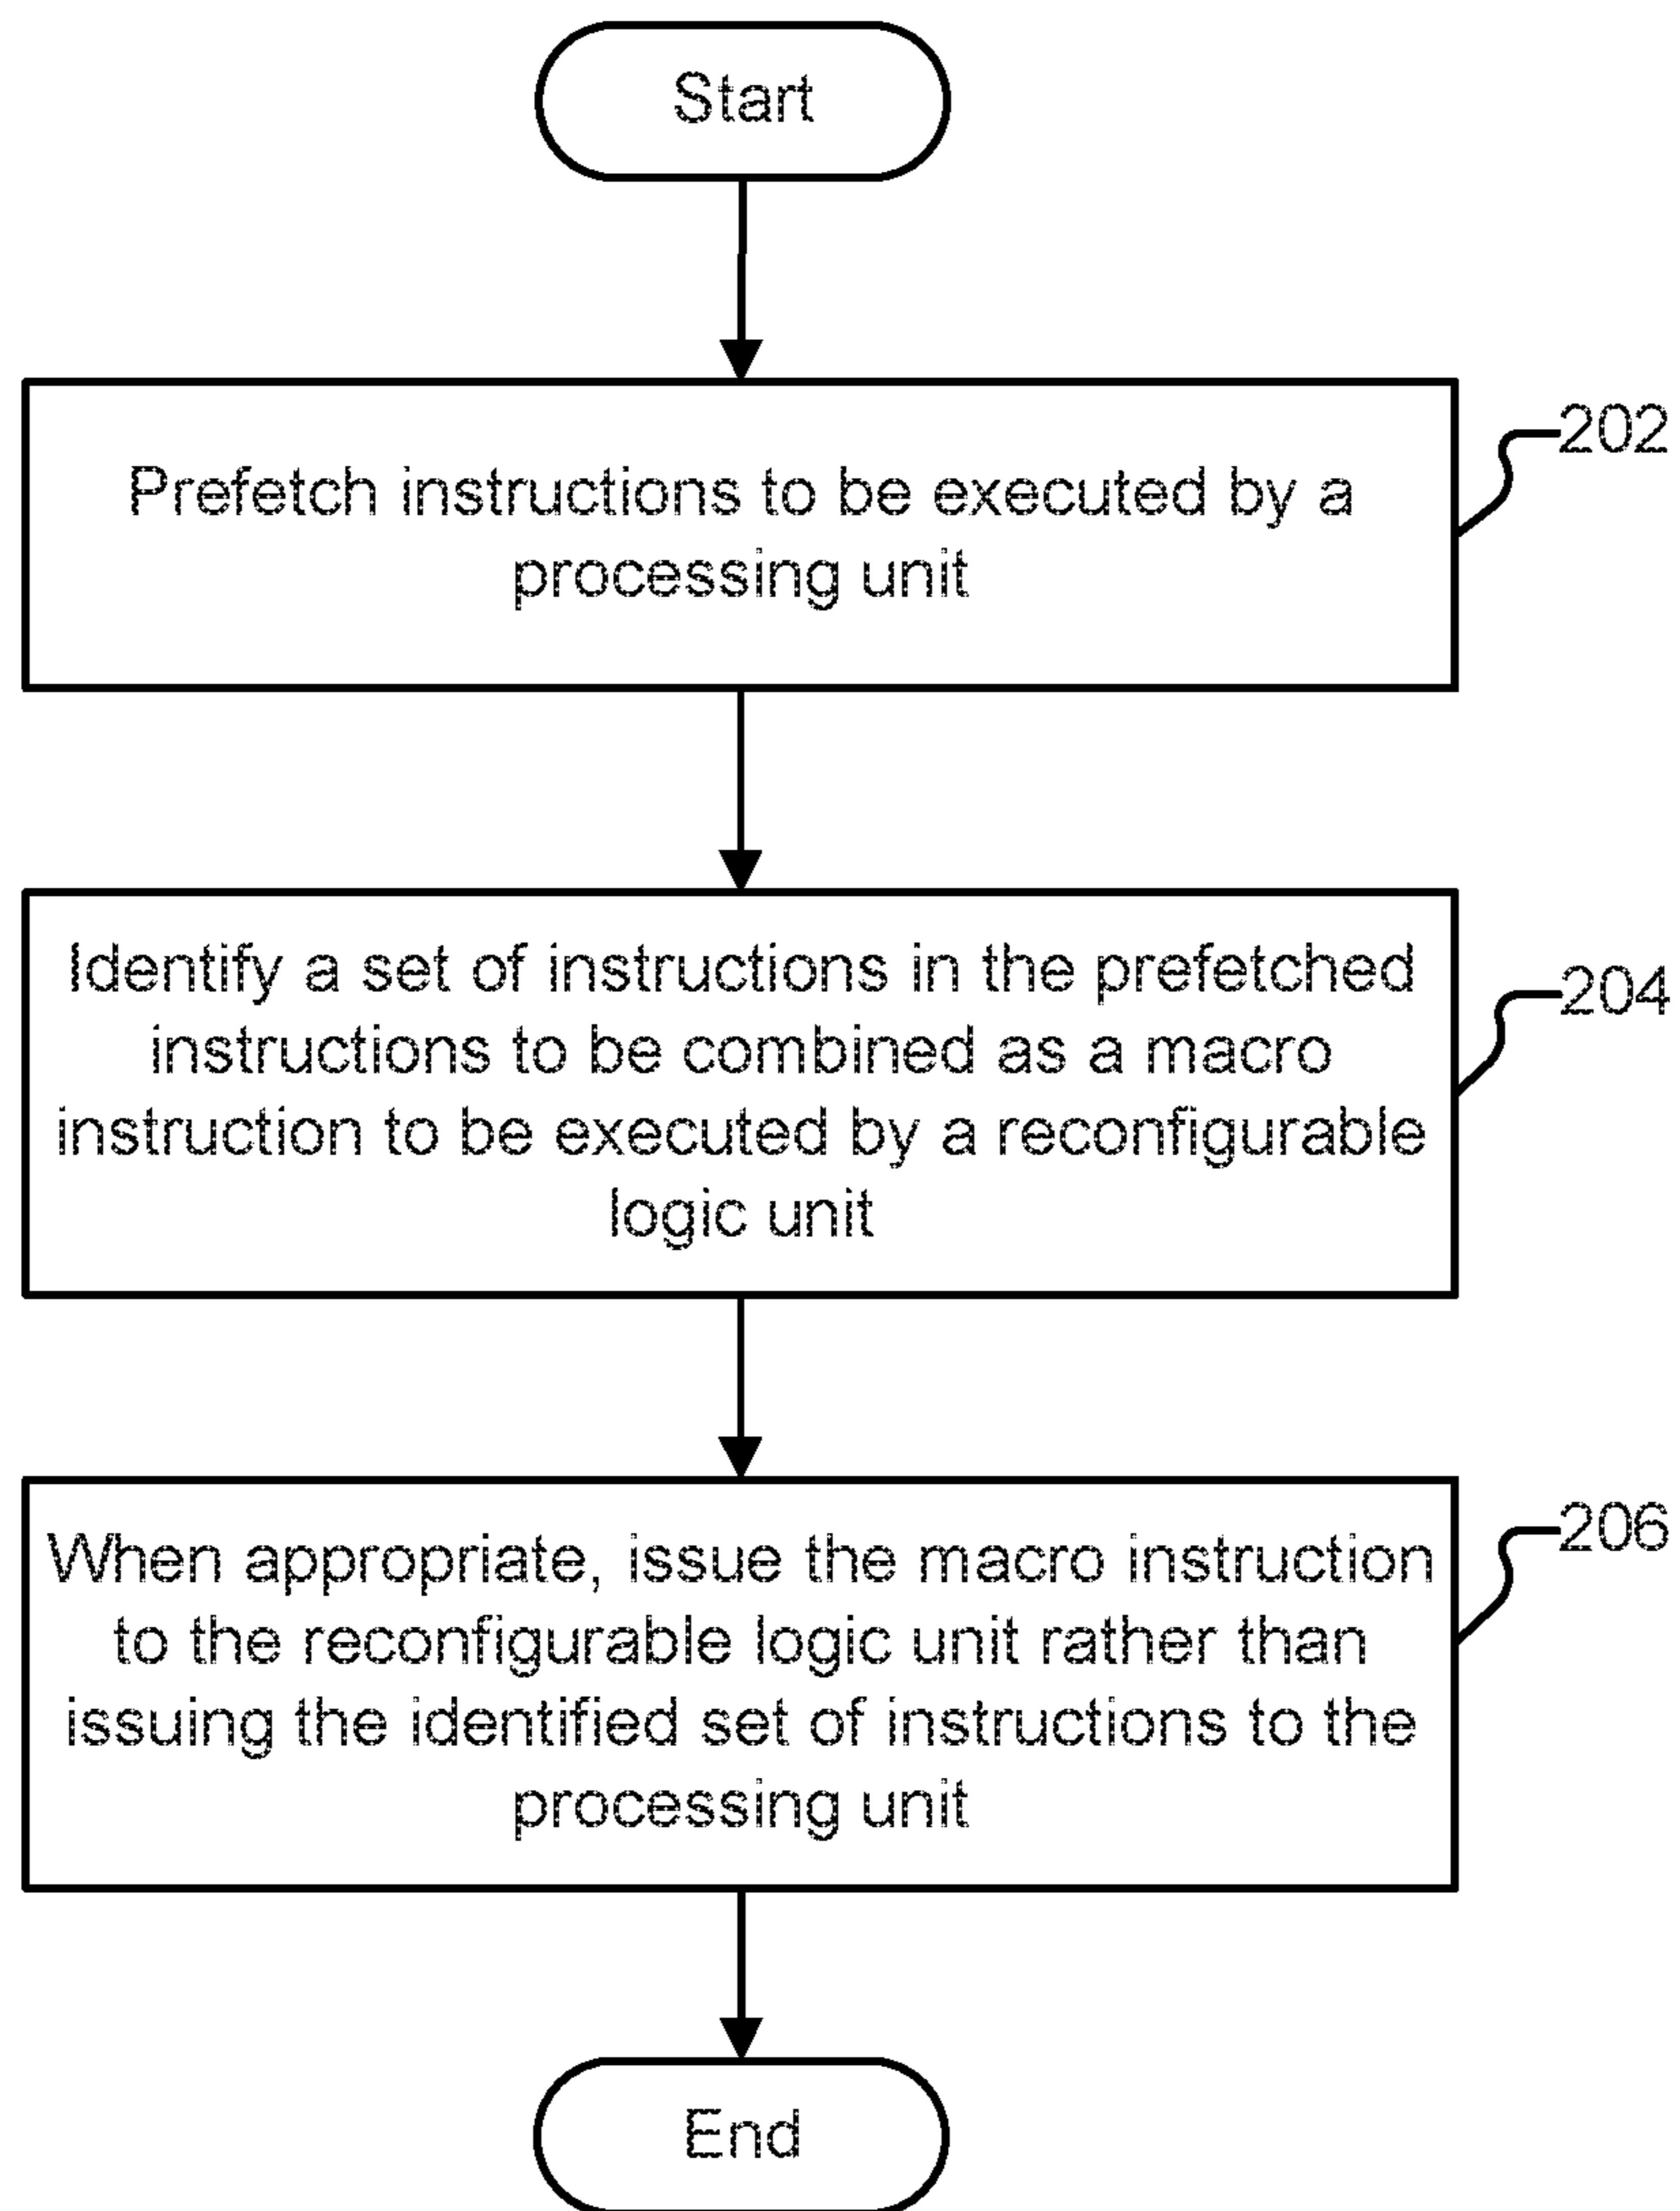 Start
Prefetch instructions to be executed by a
processing unit
202
Identify a set of instructions in the prefetched
instructions to be combined as a macro
instruction to be executed by a reconfigurable
logic unit
204
When appropriate, issue the macro instruction
to the reconfigurable logic unit rather than
issuing the identified set of instructions to the
processing unit
206
End